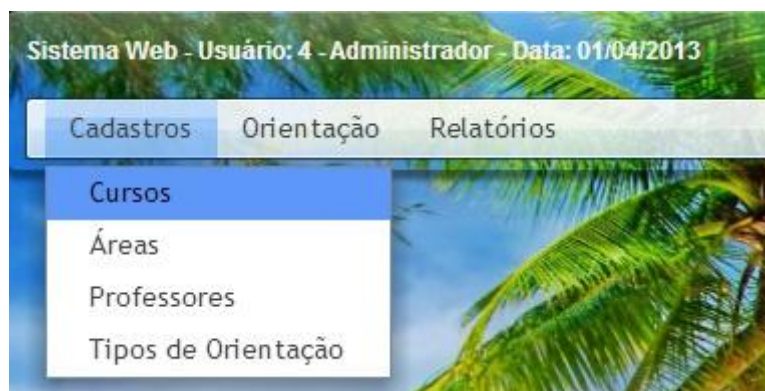 Sistema Web - Usuário: 4 - Administrador - Data: 01/04/2013
Cadastros Orientação Relatórios
Cursos
Áreas
Professores
Tipos de Orientação